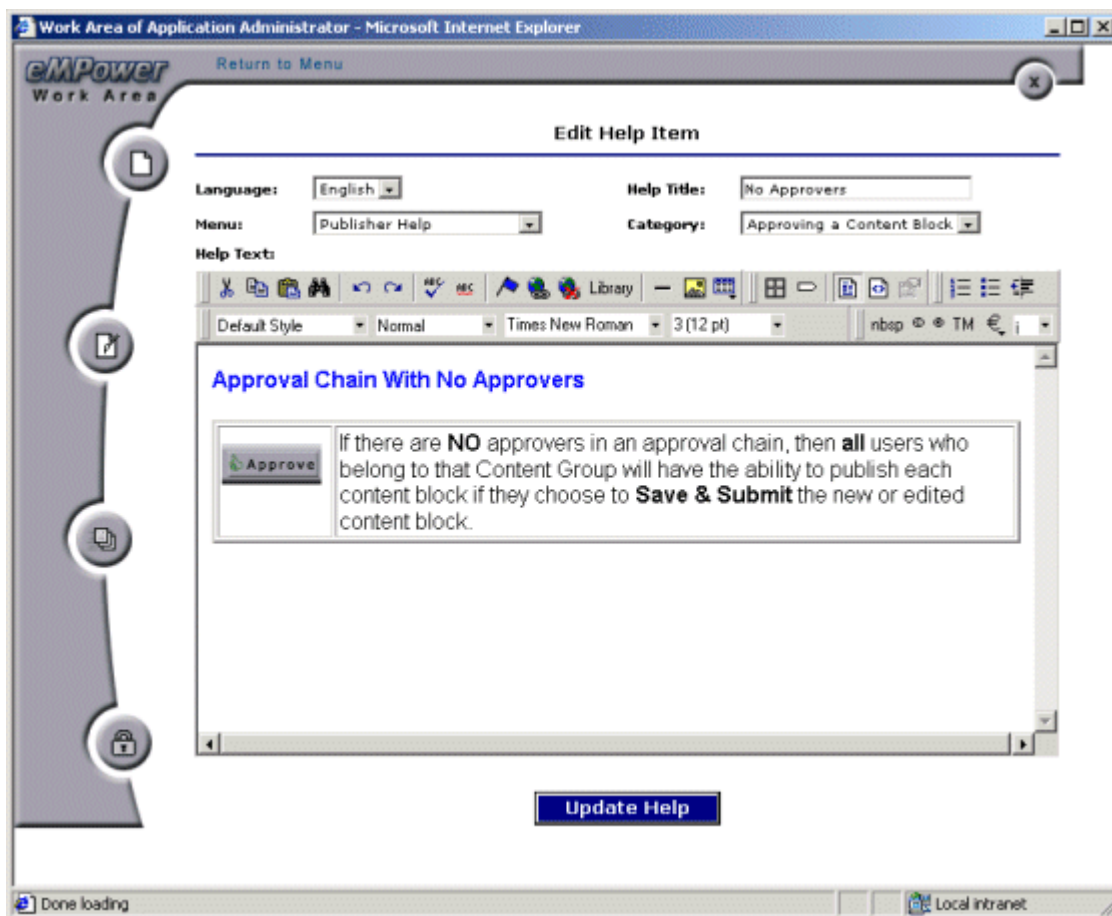 Work Area of Application Administrator - Microsoft Internet Explorer
eMPower
Work Area
Return to Menu
x
Edit Help Item
Language: English Help Title: No Approvers
Menu: Publisher Help Category: Approving a Content Block
Help Text:
ABC ABC Library
Default Style Normal Times New Roman 3 (12 pt) nbsp © ® TM € ¡
Approval Chain With No Approvers
Approve
If there are NO approvers in an approval chain, then all users who
belong to that Content Group will have the ability to publish each
content block if they choose to Save & Submit the new or edited
content block.
Update Help
Done loading Local intranet